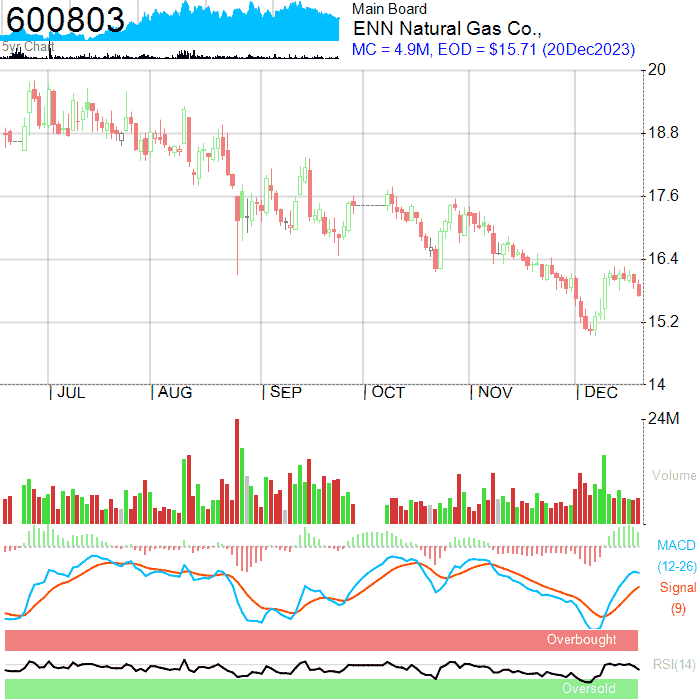 600803
5yr Chart
Main Board
ENN Natural Gas Co.,
MC = 4.9M, EOD = $15.71 (20Dec2023)
20
18.8
17.6
16.4
15.2
14
JUL
AUG
SEP
OCT
NOV
DEC
24M
Volume
MACD
(12-26)
Signal
(9)
Overbought
RSI(14)
Oversold